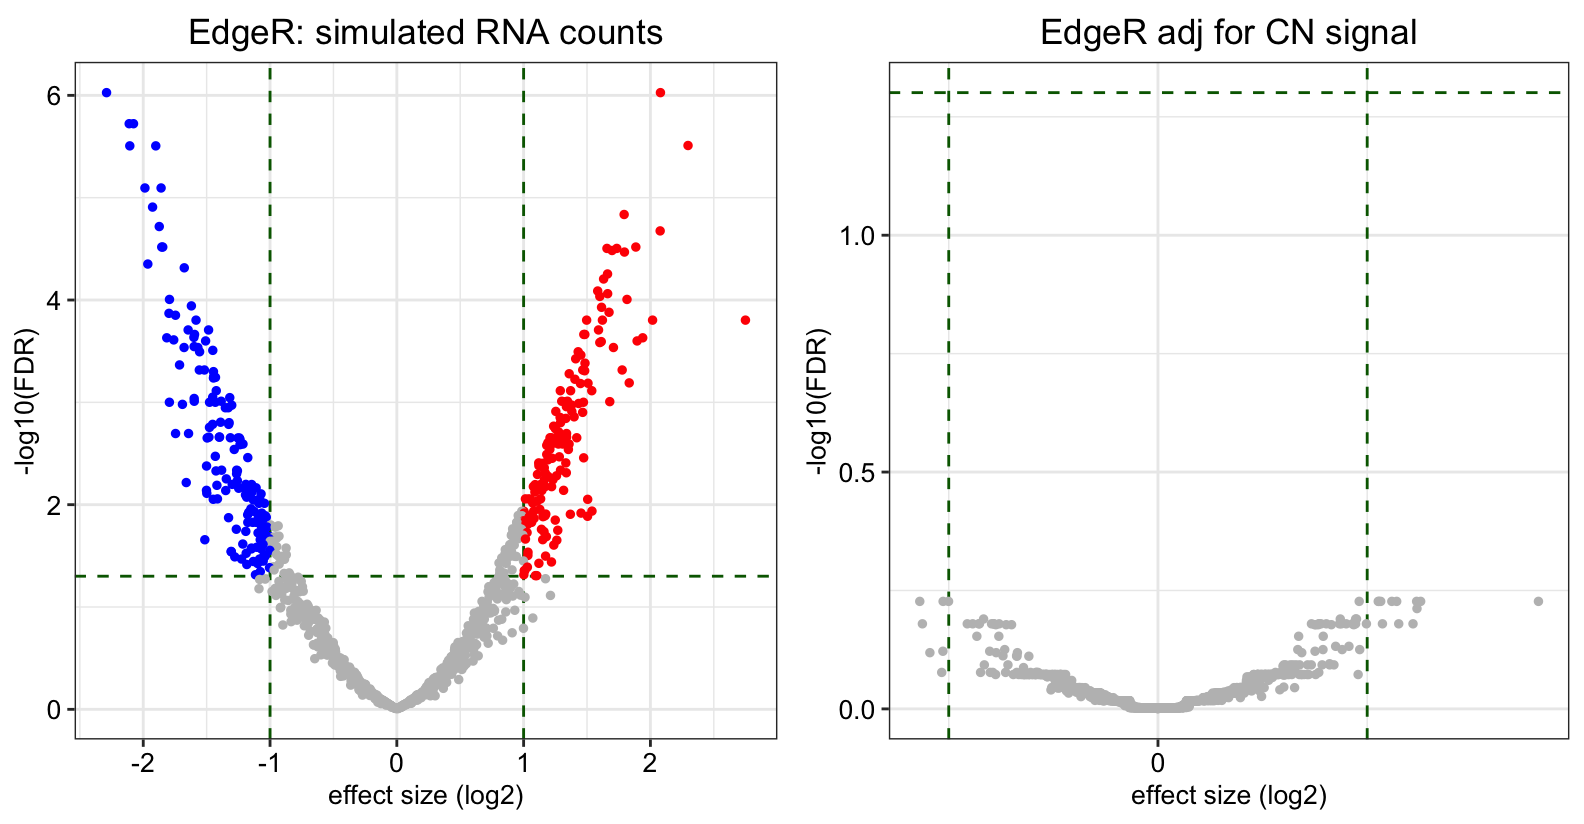 EdgeR: simulated RNA counts
6
4
2
0
-log10(FDR)
-2
-1
0
1
2
effect size (log2)
EdgeR adj for CN signal
1.0
0.5
0.0
-log10(FDR)
0
effect size (log2)